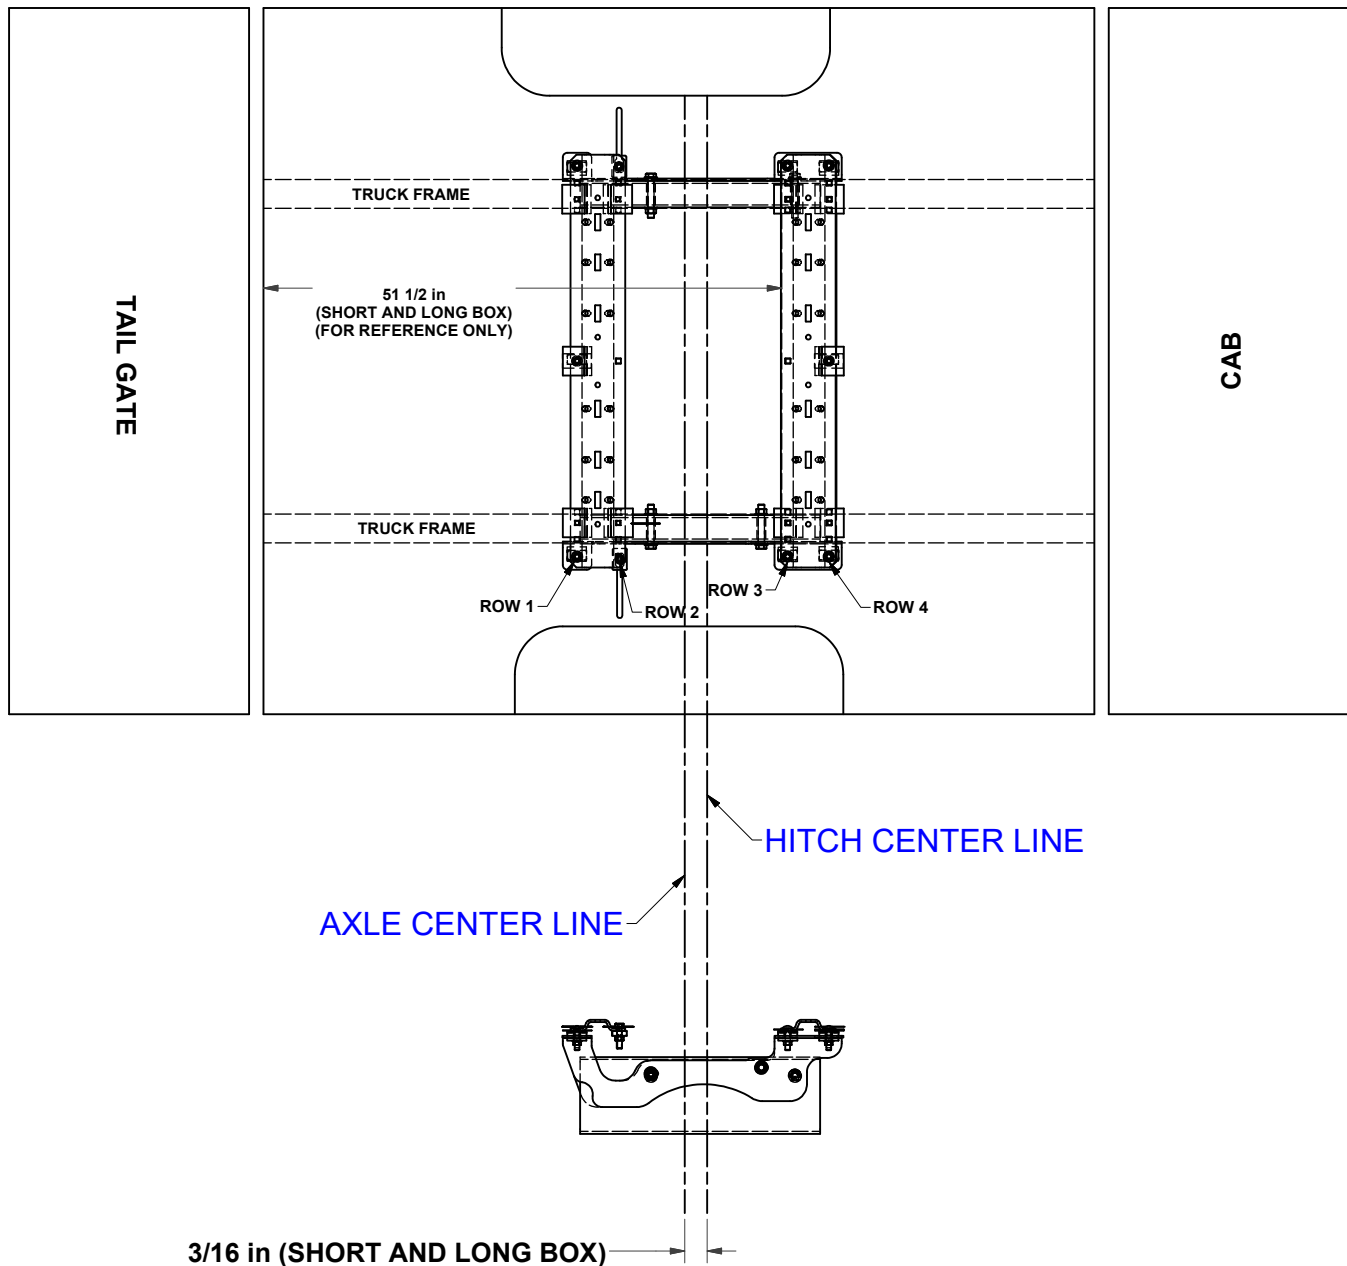 TRUCK FRAME
51 1/2 in
(SHORT AND LONG BOX)
(FOR REFERENCE ONLY)
TAIL GATE
CAB
TRUCK FRAME
ROW 1
ROW 2
ROW 3
ROW 4
HITCH CENTER LINE
AXLE CENTER LINE
3/16 in (SHORT AND LONG BOX)